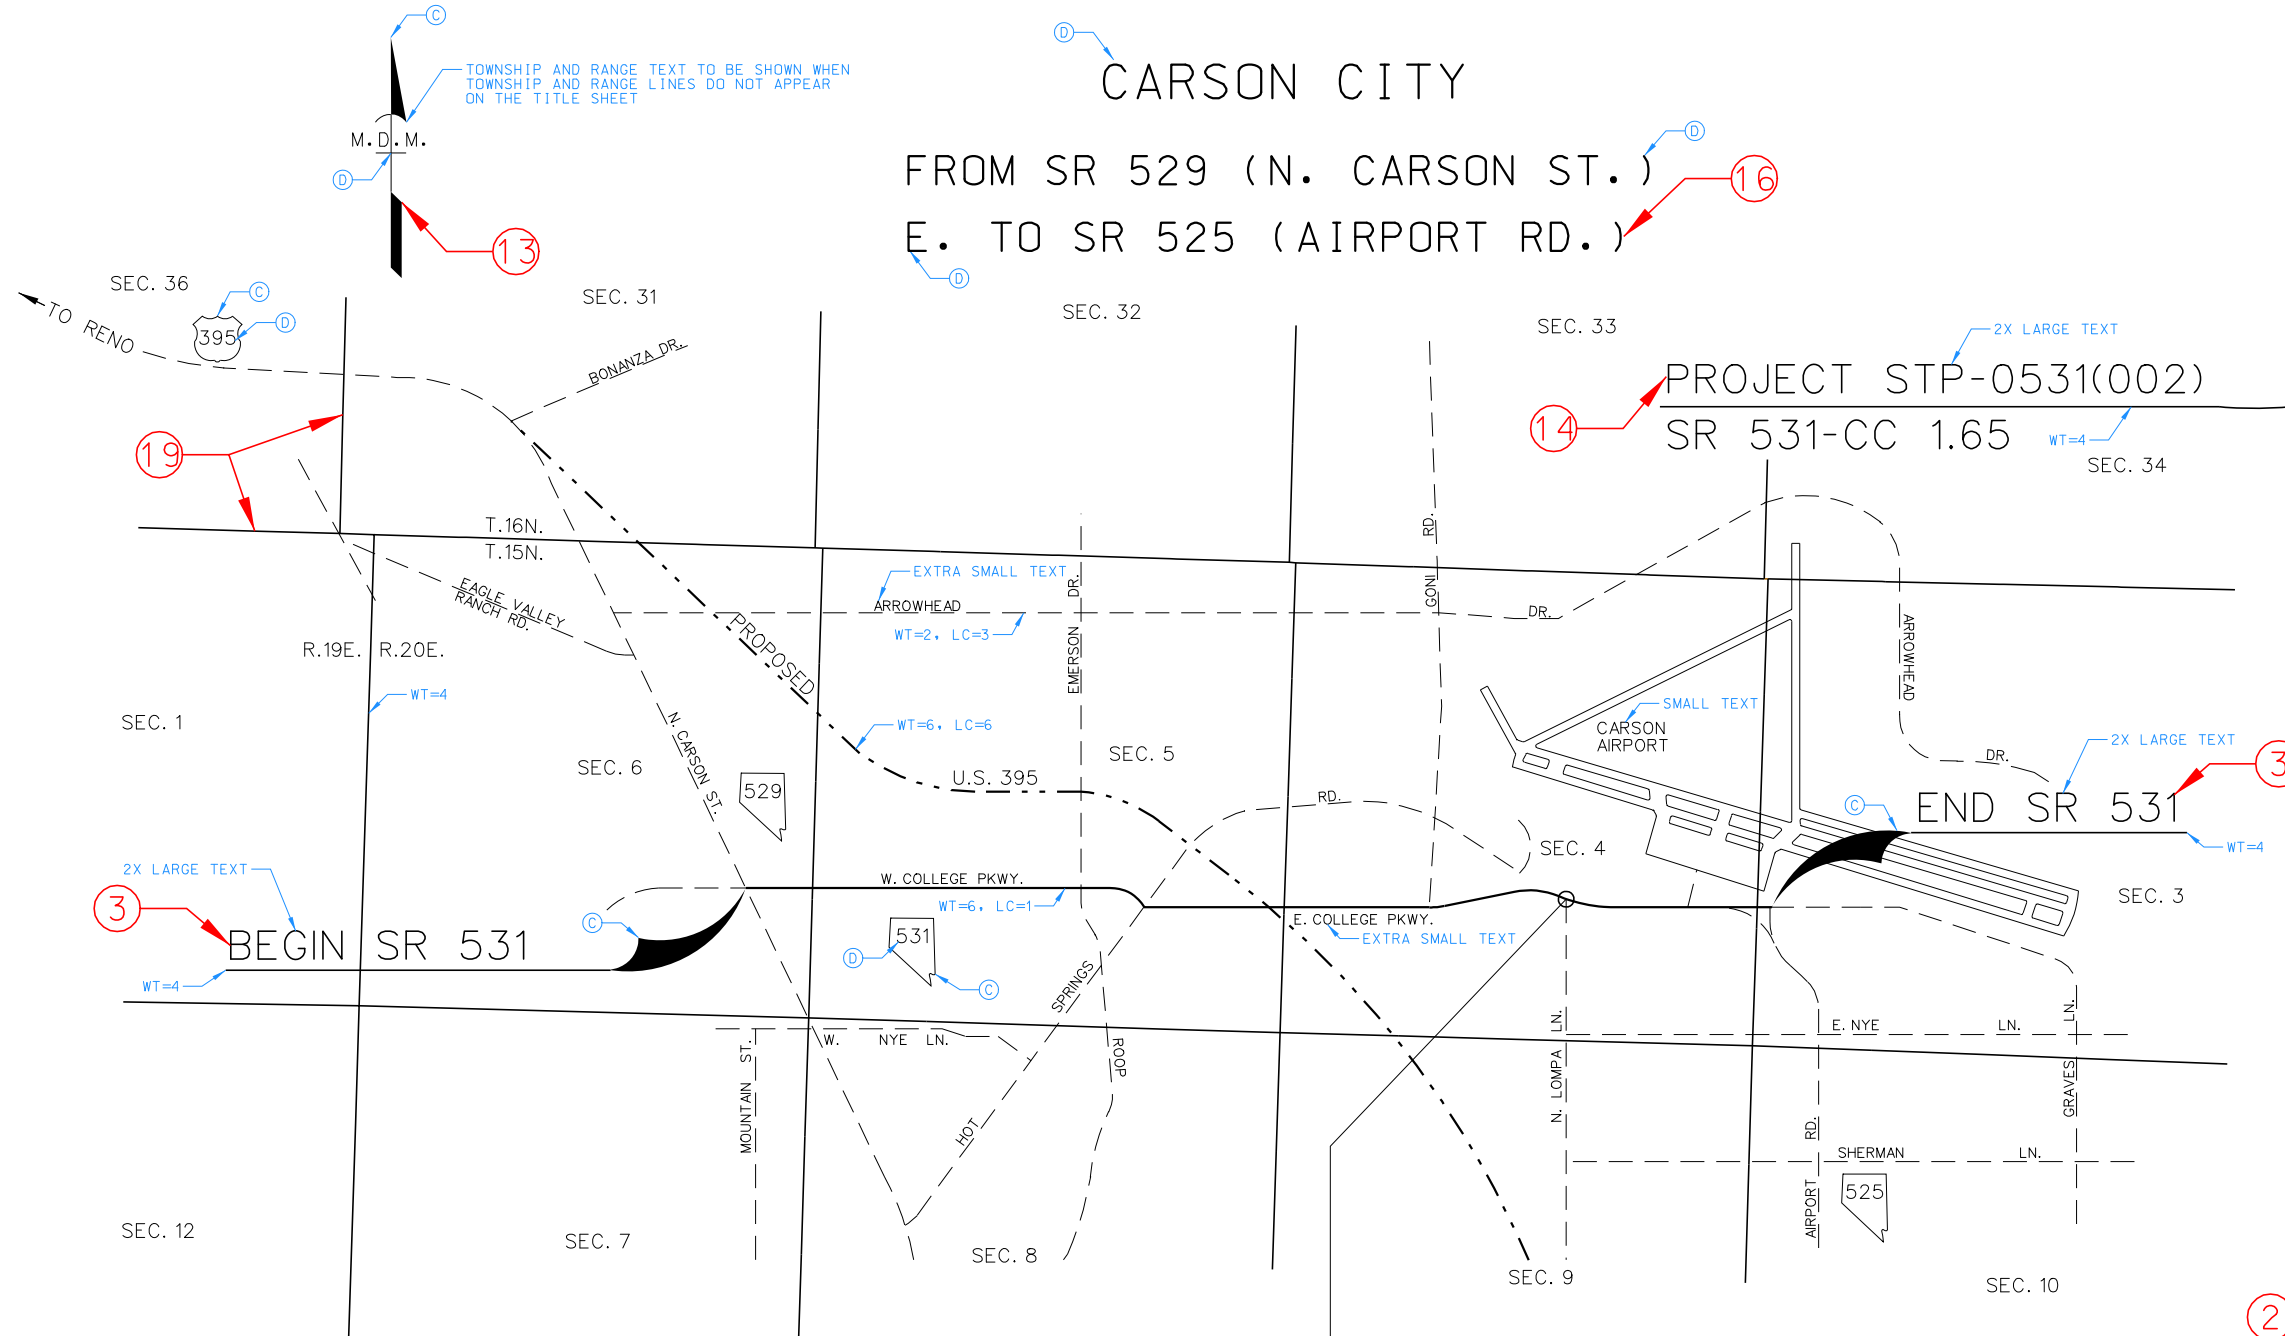 C
D
TOWNSHIP AND RANGE TEXT TO BE SHOWN WHEN
TOWNSHIP AND RANGE LINES DO NOT APPEAR
ON THE TITLE SHEET
CARSON CITY
M.D.M.
D
D
FROM SR 529 (N. CARSON ST.)
16
E. TO SR 525 (AIRPORT RD.)
13
D
SEC. 36
SEC. 31
SEC. 32
SEC. 33
C
D
395
TO RENO
BONANZA DR.
2X LARGE TEXT
PROJECT STP-0531(002)
14
SR 531-CC 1.65
WT=4
SEC. 34
19
T.16N.
T.15N.
RD.
GONI
EAGLE VALLEY
RANCH RD.
EXTRA SMALL TEXT
ARROWHEAD
WT=2, LC=3
DR.
EMERSON
DR.
ARROWHEAD
DR.
PROPOSED
R.19E.
R.20E.
WT=4
SEC. 1
N. CARSON ST.
WT=6, LC=6
SMALL TEXT
CARSON
AIRPORT
SEC. 6
SEC. 5
U.S. 395
529
RD.
2X LARGE TEXT
3
C
END SR 531
WT=4
SEC. 4
SEC. 3
2X LARGE TEXT
3
BEGIN SR 531
WT=4
C
W. COLLEGE PKWY.
WT=6, LC=1
531
D
C
E. COLLEGE PKWY.
EXTRA SMALL TEXT
SPRINGS
HOT
ROOP
W.
NYE
LN.
MOUNTAIN
ST.
N. LOMPA
LN.
E. NYE
LN.
LN.
GRAVES
SHERMAN
LN.
AIRPORT
RD.
525
SEC. 12
SEC. 7
SEC. 8
SEC. 9
SEC. 10
2